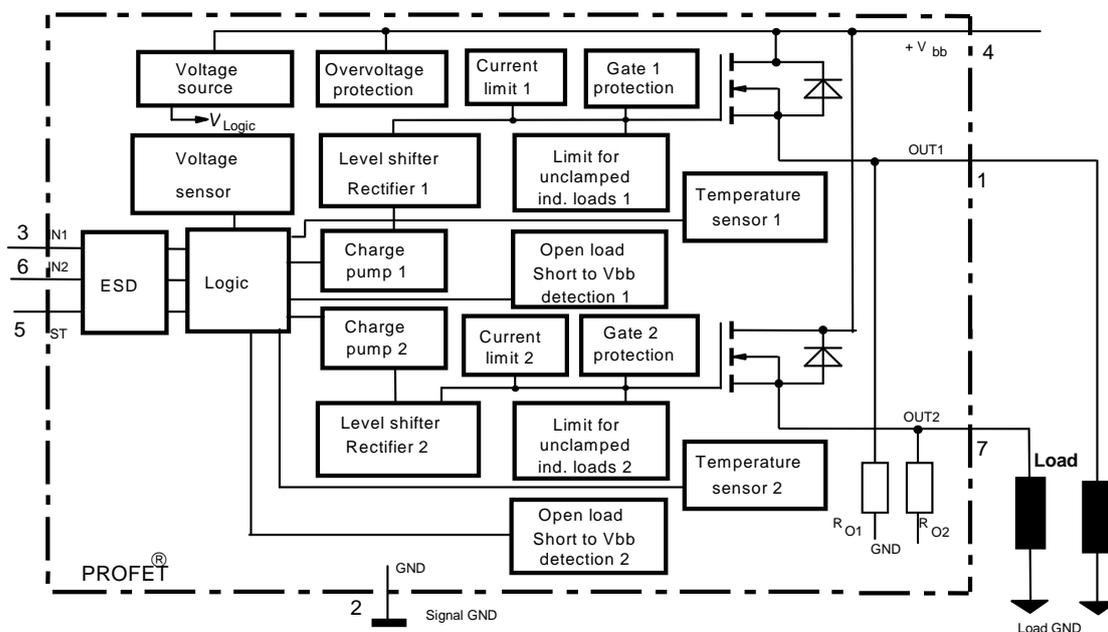 + V bb
4
Voltage
source
Overvoltage
protection
Current
limit 1
Gate 1
protection
V Logic
Voltage
sensor
Level shifter
Rectifier 1
Limit for
unclamped
ind. loads 1
OUT1
1
Temperature
sensor 1
3
IN1
6
IN2
5
ST
ESD
Logic
Charge
pump 1
Open load
Short to Vbb
detection 1
Charge
pump 2
Current
limit 2
Gate 2
protection
Level shifter
Rectifier 2
Limit for
unclamped
ind. loads 2
OUT2
7
Temperature
sensor 2
Load
R O1
GND
R O2
Open load
Short to Vbb
detection 2
PROFET®
GND
2
Signal GND
Load GND